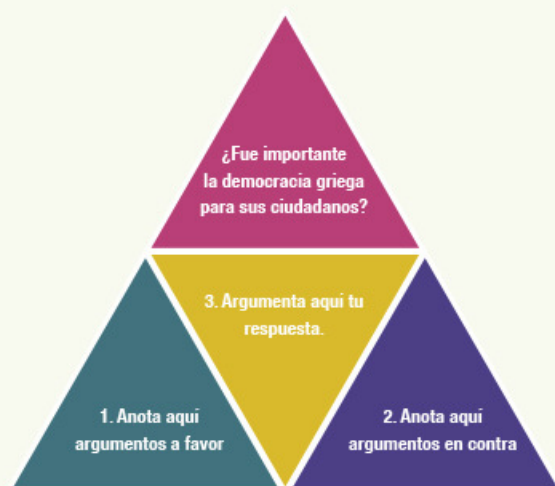 ¿Fue importante
la democracia griega
para sus ciudadanos?
3. Argumenta aquí tu
respuesta.
1. Anota aquí
argumentos a favor
2. Anota aquí
argumentos en contra